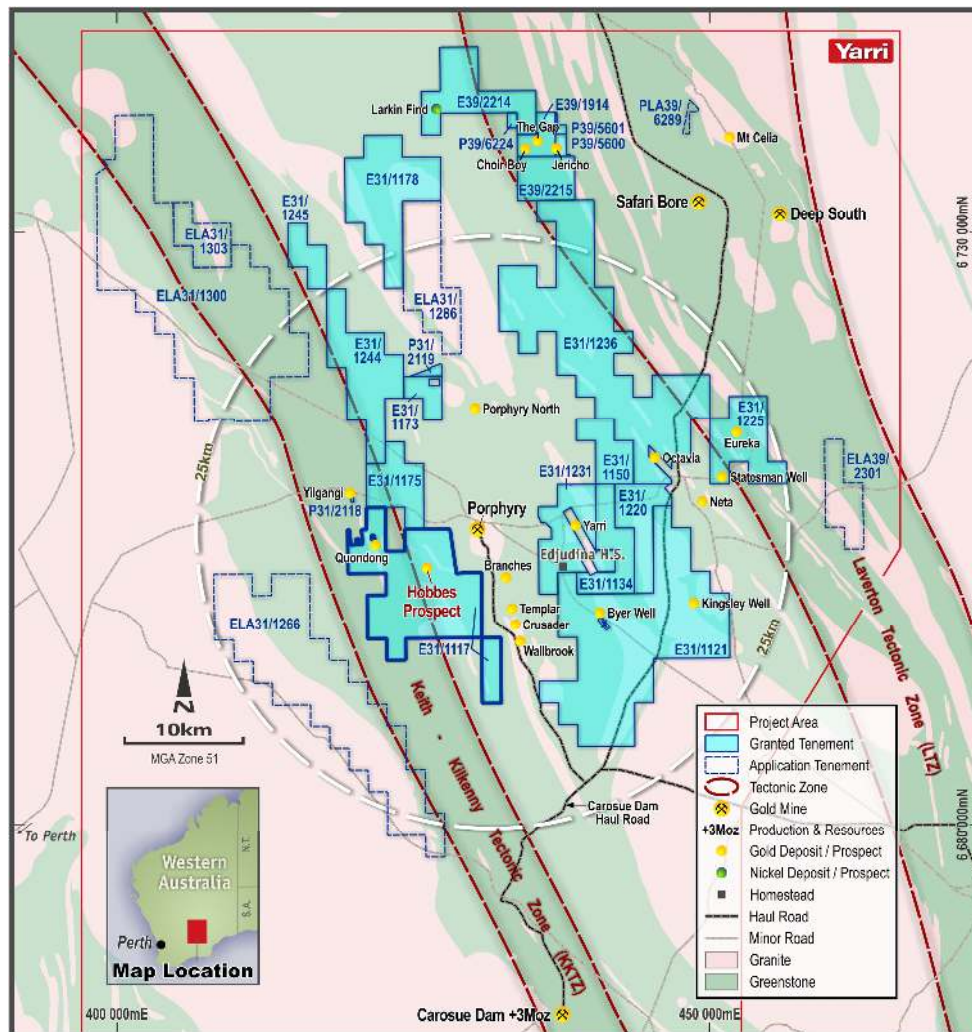 Yarri
Larkin Find
E39/2214
E39/1914
The Gap
P39/5601
P39/6224
P39/5600
Choir Boy
Jericho
PLA39/
6289
Mt Celia
E31/1178
E39/2215
Safari Bore
Deep South
E31/
1245
ELA31/
1303
ELA31/1300
ELA31/
1286
6 730 000mN
E31/
1244
P31/
2119
E31/1236
E31/
1173
Porphyry North
E31/
1225
Eureka
25km
E31/1231
E31/
1150
Octavia
ELA39/
2301
E31/1175
Statesman Well
Yilgangi
P31/2118
E31/
1220
Neta
Porphyry
Yarri
Quondong
Edjudina H.S.
Branches
E31/1134
Hobbes
Prospect
Templar
Byer Well
Kingsley Well
Crusader
ELA31/1266
E31/1117
Wallbrook
E31/1121
25km
Laverton Tectonic Zone (LTZ)
N
10km
MGA Zone 51
Keith - Kilkenny Tectonic Zone (KKTZ)
Carosue Dam
Haul Road
Project Area
Granted Tenement
Application Tenement
Tectonic Zone
Gold Mine
+3Moz Production & Resources
Gold Deposit / Prospect
Nickel Deposit / Prospect
Homestead
Haul Road
Minor Road
Granite
Greenstone
6 680 000mN
To Perth
Western
Australia
N.T.
S.A.
Perth
Map Location
400 000mE
Carosue Dam +3Moz
450 000mE